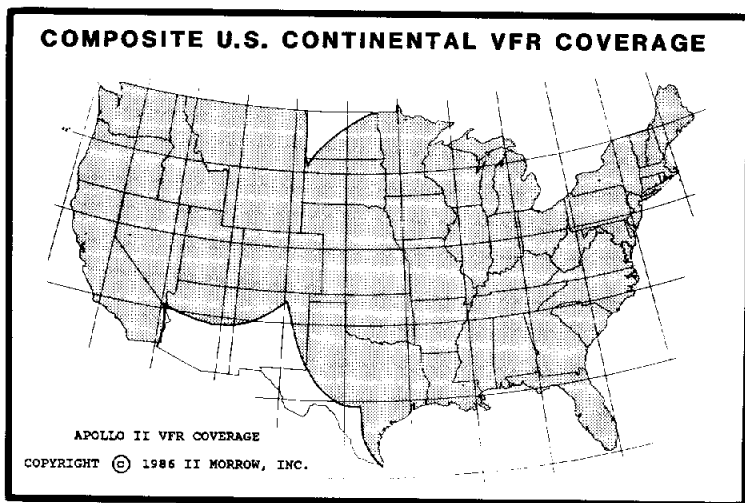 COMPOSITE U.S. CONTINENTAL VFR COVERAGE
APOLLO II VFR COVERAGE
COPYRIGHT © 1986 II MORROW, INC.